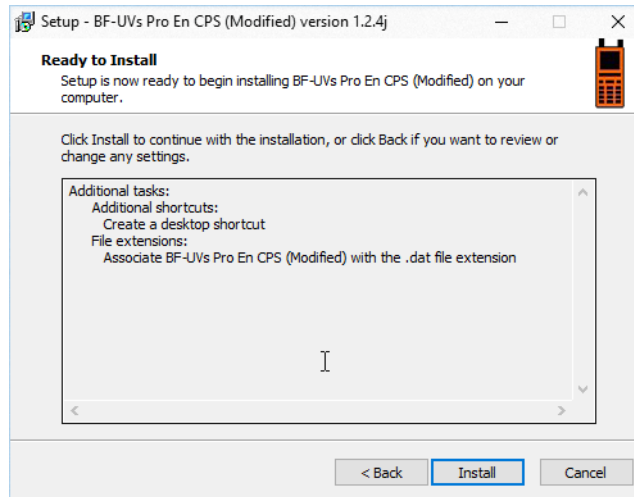 Setup - BF-UVs Pro En CPS (Modified) version 1.2.4j
Ready to Install
Setup is now ready to begin installing BF-UVs Pro En CPS (Modified) on your
computer.
Click Install to continue with the installation, or click Back if you want to review or
change any settings.
Additional tasks:
Additional shortcuts:
Create a desktop shortcut
File extensions:
Associate BF-UVs Pro En CPS (Modified) with the .dat file extension
< Back
Install
Cancel